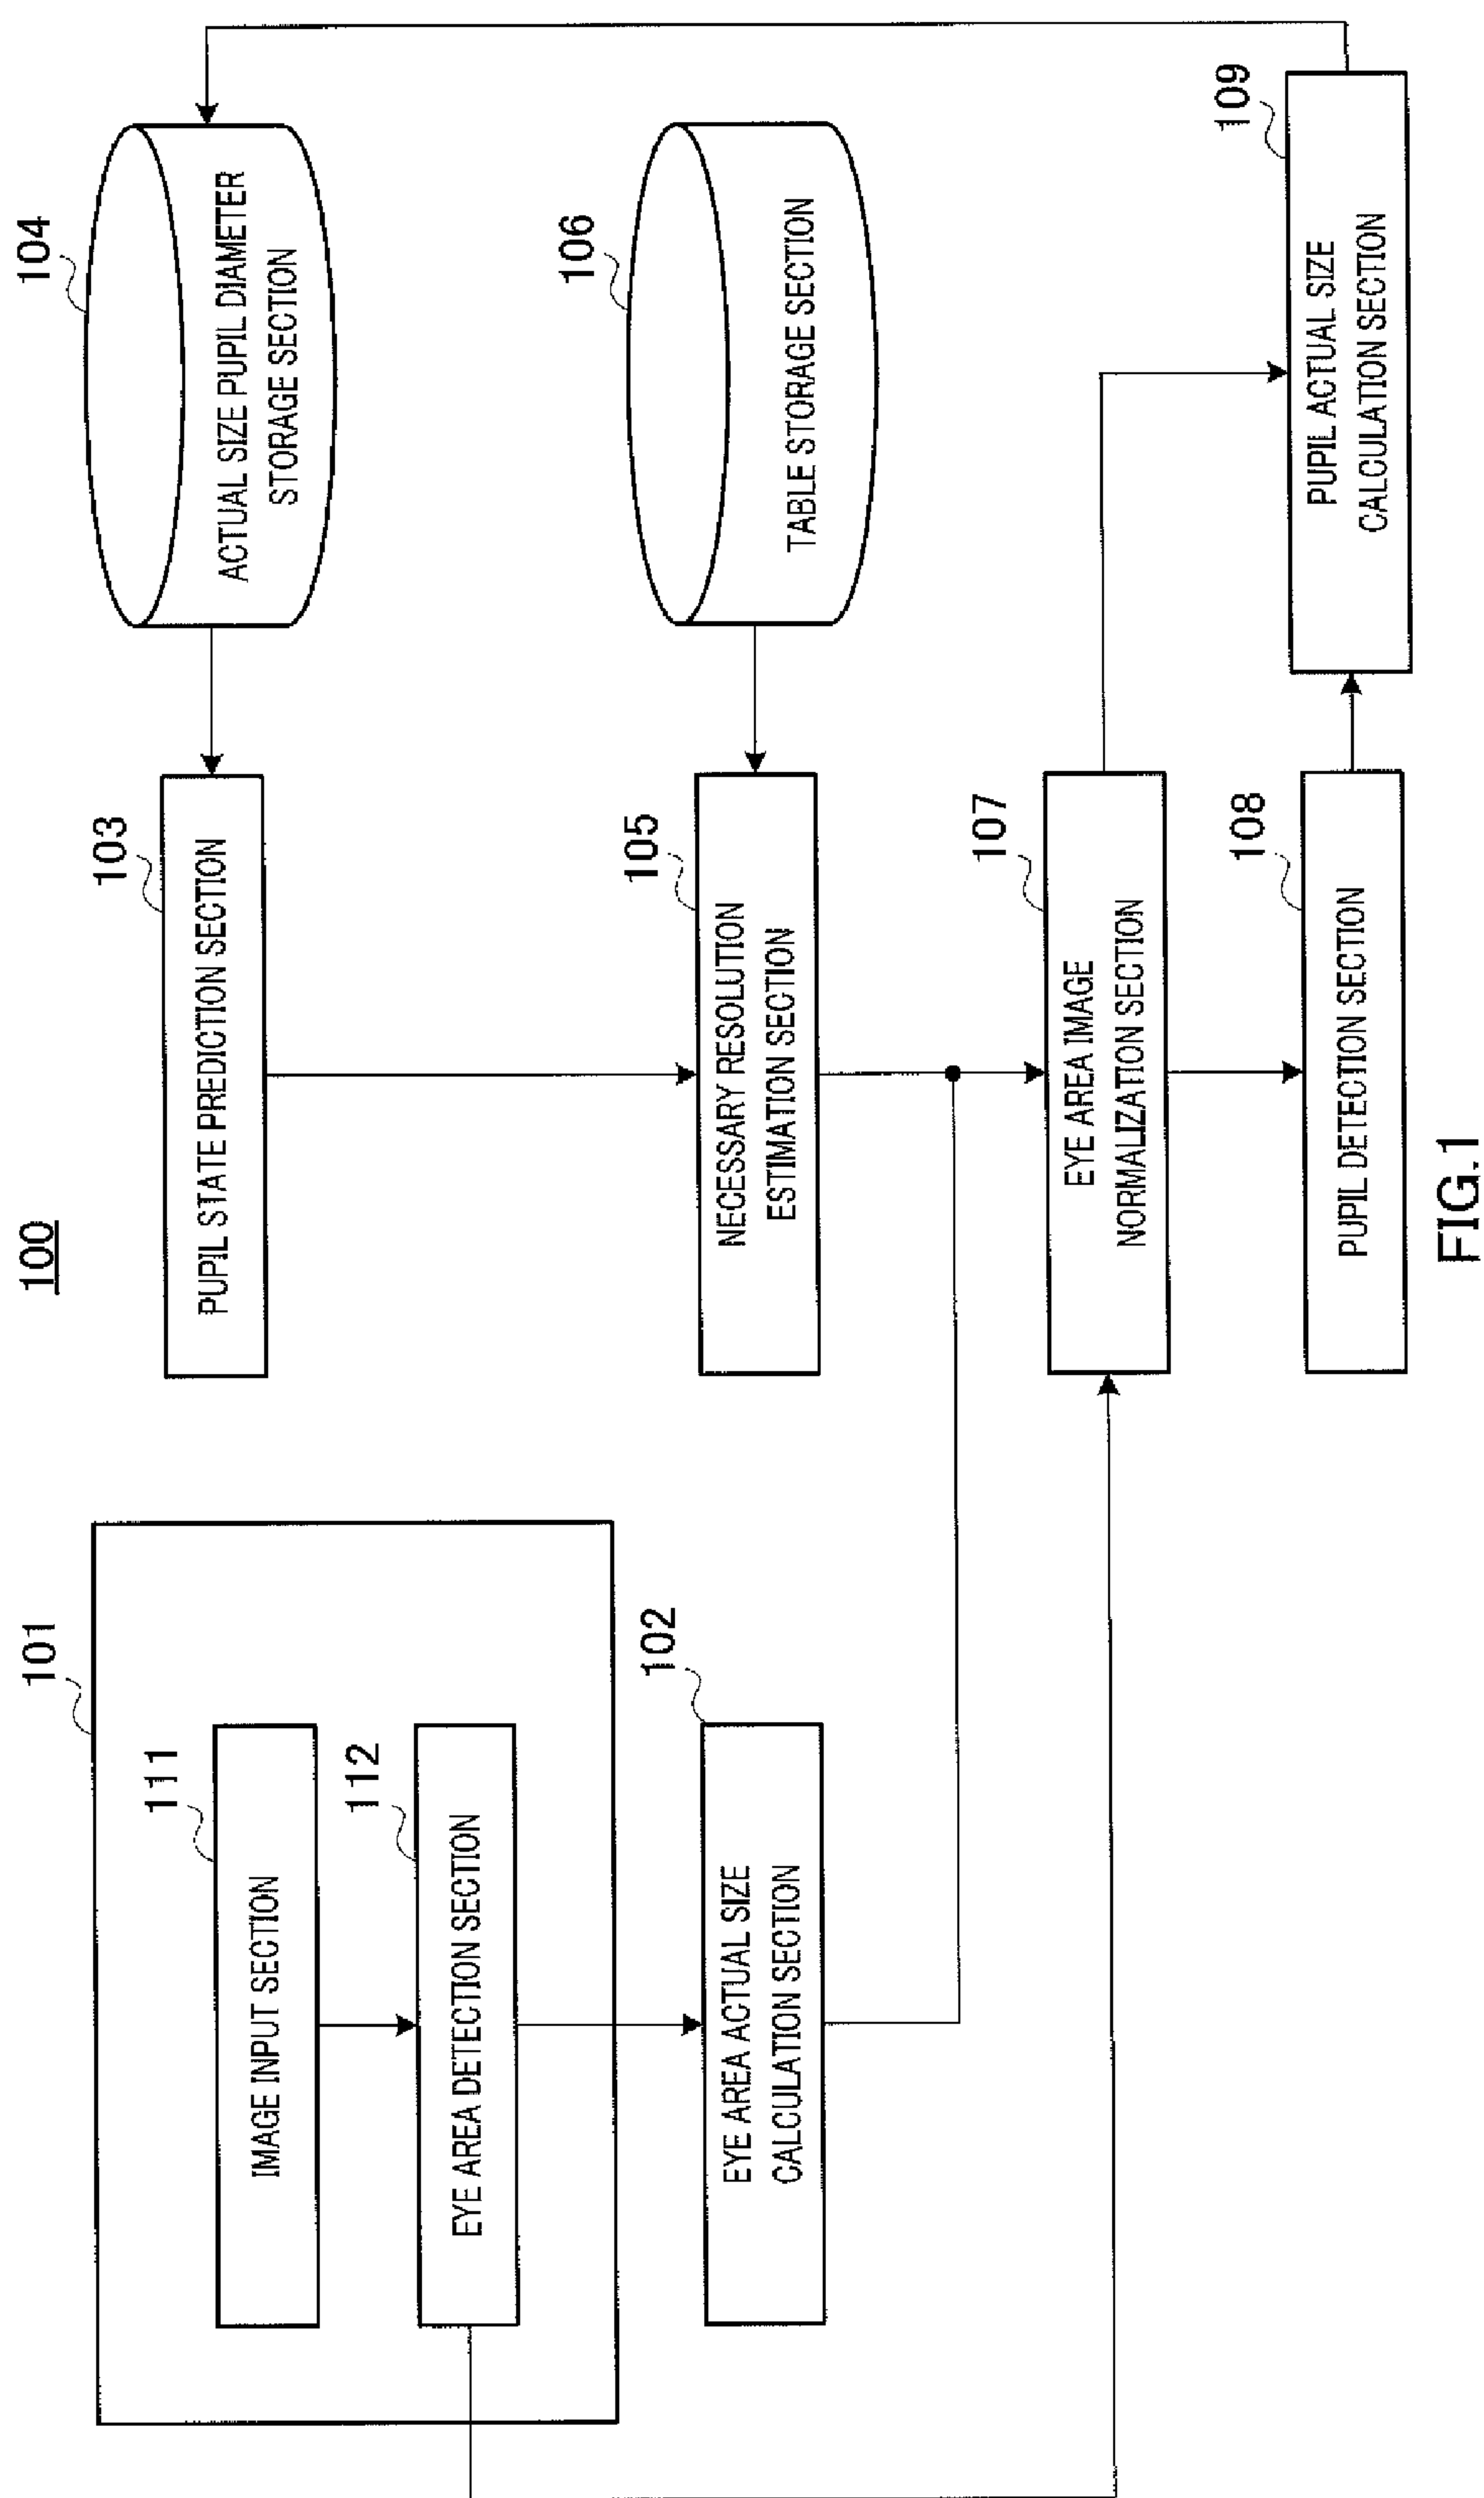 100
101
111
IMAGE INPUT SECTION
112
EYE AREA DETECTION SECTION
102
EYE AREA ACTUAL SIZE
CALCULATION SECTION
103
PUPIL STATE PREDICTION SECTION
104
ACTUAL SIZE PUPIL DIAMETER
STORAGE SECTION
105
NECESSARY RESOLUTION
ESTIMATION SECTION
106
TABLE STORAGE SECTION
107
EYE AREA IMAGE
NORMALIZATION SECTION
108
PUPIL DETECTION SECTION
109
PUPIL ACTUAL SIZE
CALCULATION SECTION
FIG.1